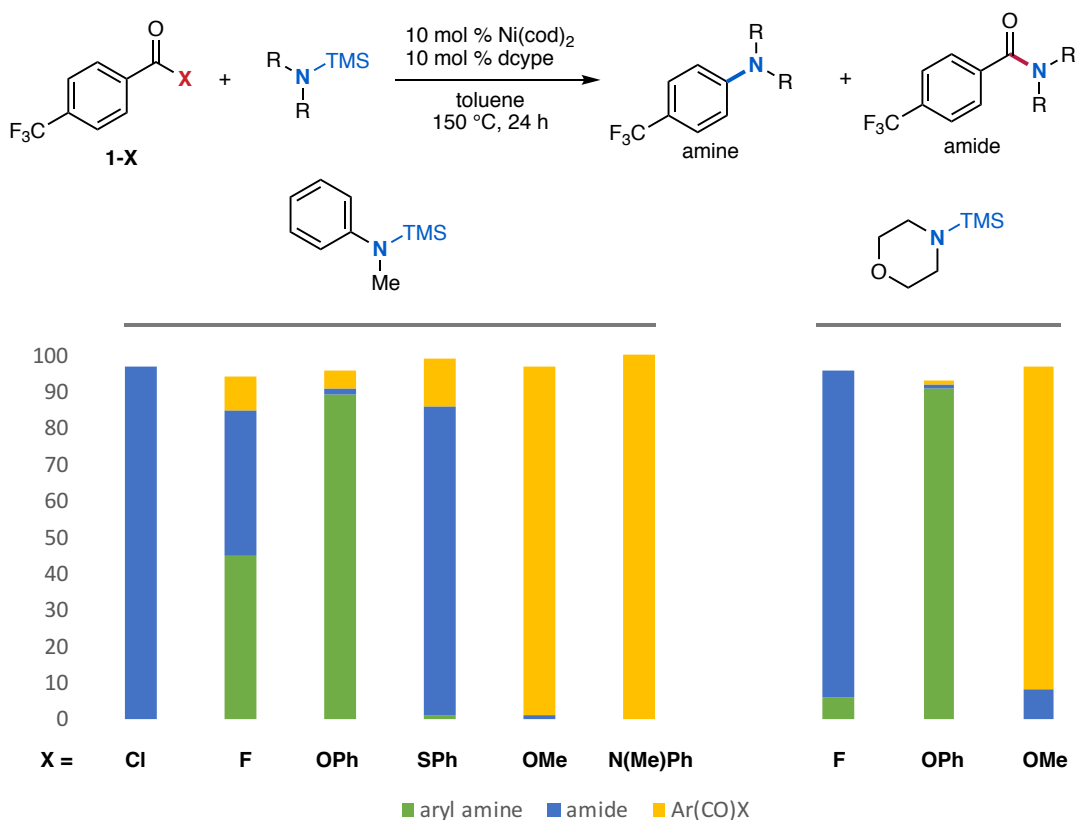 O
X
F3C
1-X
+
R
N
TMS
R
10 mol % Ni(cod)2
10 mol % dcype
toluene
150 °C, 24 h
R
N
R
F3C
amine
+
O
N
R
R
F3C
amide
N
TMS
Me
N
TMS
O
100
90
80
70
60
50
40
30
20
10
0
X = Cl F OPh SPh OMe N(Me)Ph F OPh OMe
aryl amine amide Ar(CO)X